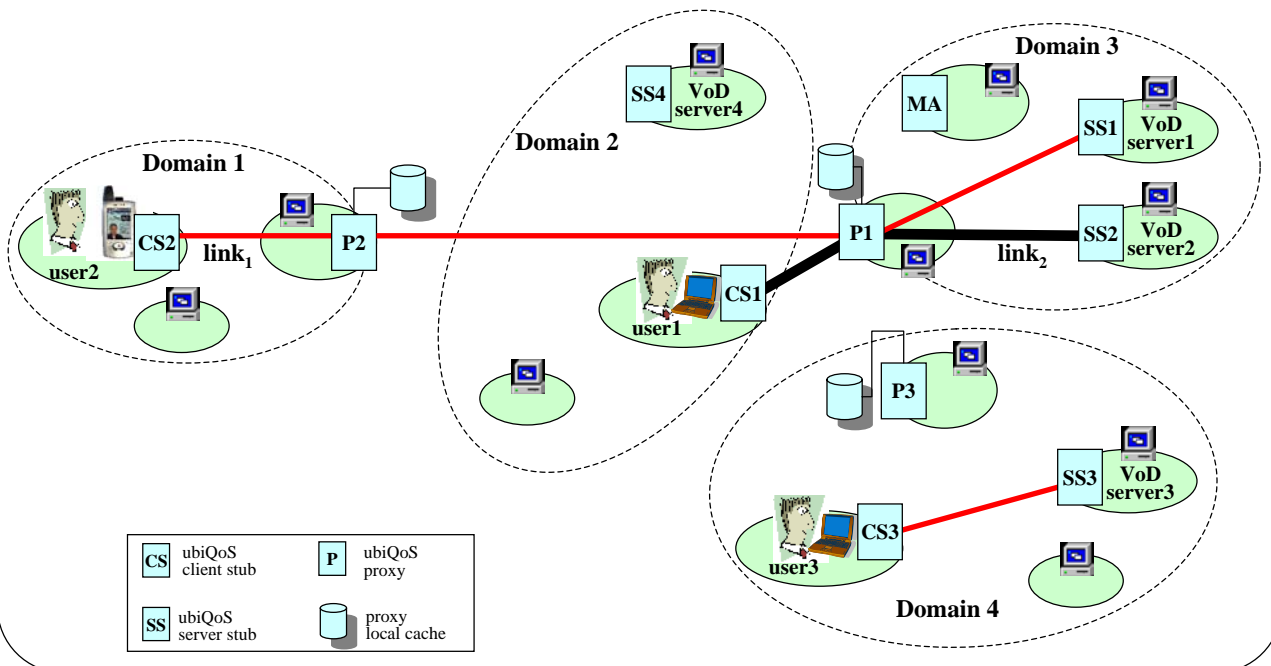 Domain 1
user2
CS2
link1
P2
Domain 2
SS4
VoD
server4
user1
CS1
Domain 3
MA
SS1
VoD
server1
P1
link2
SS2
VoD
server2
P3
SS3
VoD
server3
user3
CS3
Domain 4
CS
ubiQoS
client stub
P
ubiQoS
proxy
SS
ubiQoS
server stub
proxy
local cache